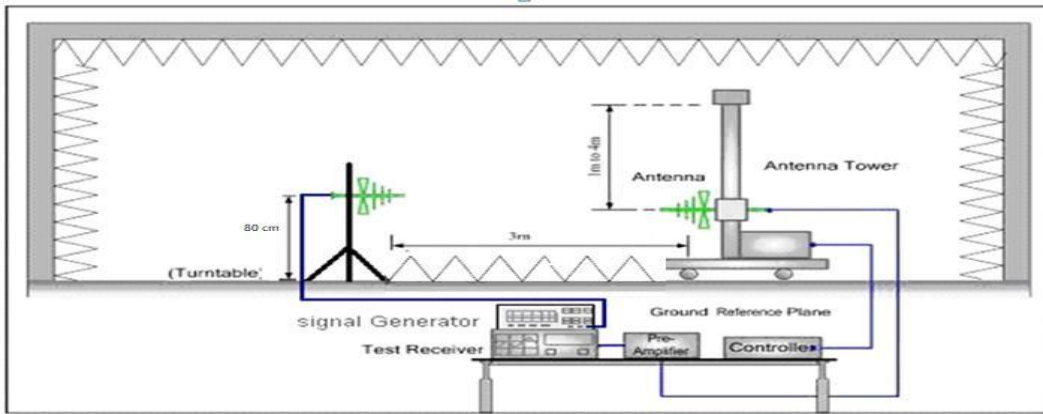 1m to 4m
Antenna Tower
Antenna
80 cm
3m
(Turntable)
Ground Reference Plane
signal Generator
Test Receiver
Pre-
Amplifier
Controller